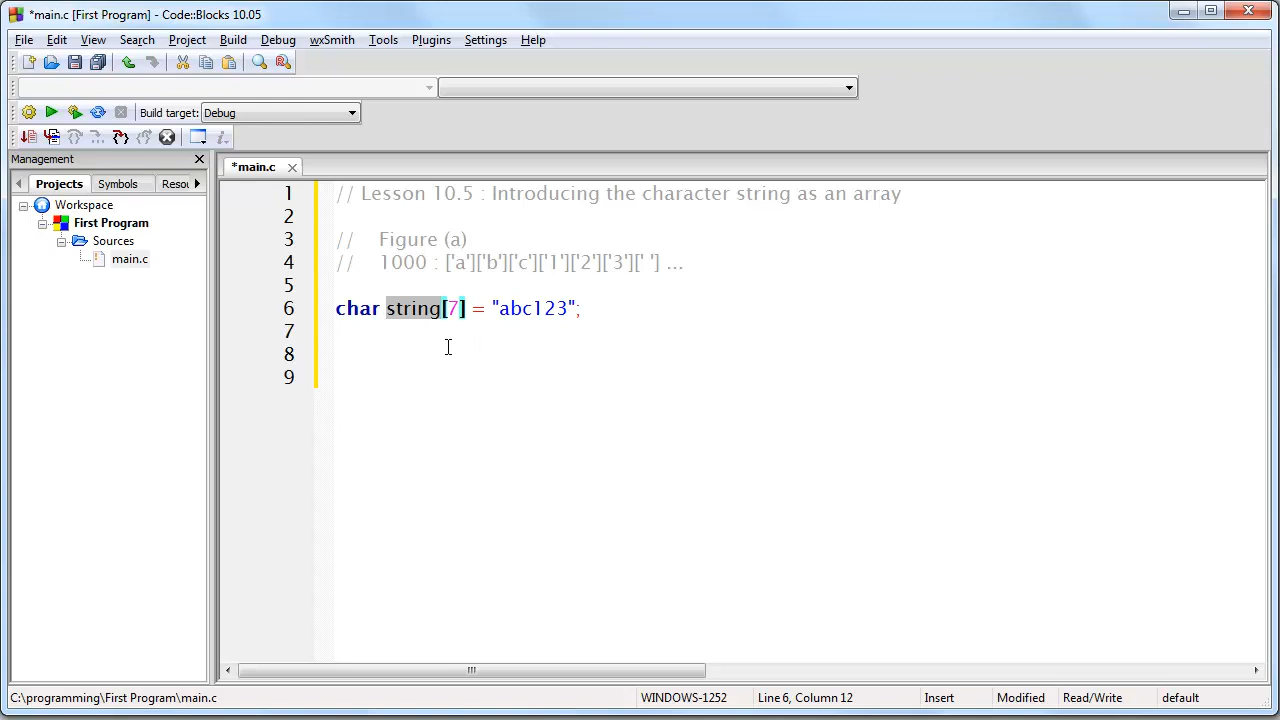 *main.c [First Program] - Code::Blocks 10.05
File Edit View Search Project Build Debug wxSmith Tools Plugins Settings Help
Build target: Debug
Management
*main.c
Projects Symbols Resou
Workspace
First Program
Sources
main.c
1 // Lesson 10.5 : Introducing the character string as an array
2
3 // Figure (a)
4 // 1000 : ['a']['b']['c']['1']['2']['3'][' '] ...
5
6 char string[7] = "abc123";
7
8
9
C:\programming\First Program\main.c WINDOWS-1252 Line 6, Column 12 Insert Modified Read/Write default